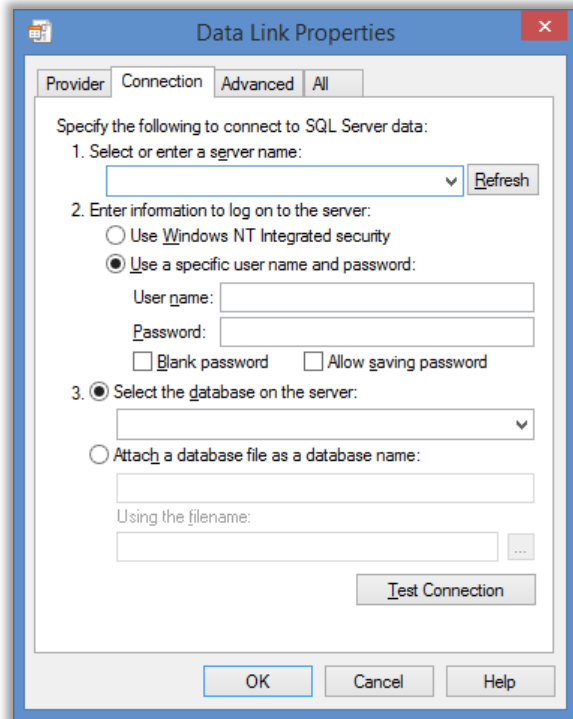 Data Link Properties
Provider Connection Advanced All
Specify the following to connect to SQL Server data:
1. Select or enter a server name:
Refresh
2. Enter information to log on to the server:
Use Windows NT Integrated security
Use a specific user name and password:
User name:
Password:
Blank password Allow saving password
3. Select the database on the server:
Attach a database file as a database name:
Using the filename:
...
Test Connection
OK Cancel Help